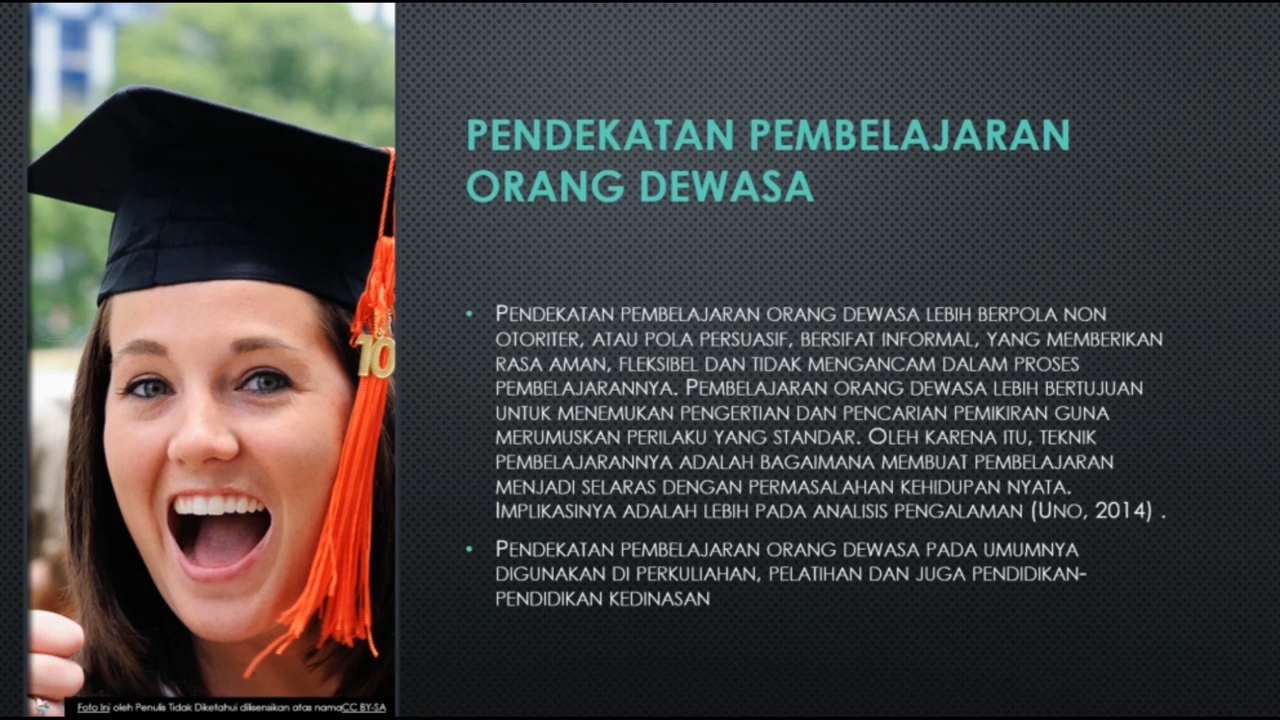 PENDEKATAN PEMBELAJARAN
ORANG DEWASA
• PENDEKATAN PEMBELAJARAN ORANG DEWASA LEBIH BERPOLA NON
OTORITER, ATAU POLA PERSUASIF, BERSIFAT INFORMAL, YANG MEMBERIKAN
RASA AMAN, FLEKSIBEL DAN TIDAK MENGANCAM DALAM PROSES
PEMBELAJARANNYA. PEMBELAJARAN ORANG DEWASA LEBIH BERTUJUAN
UNTUK MENEMUKAN PENGERTIAN DAN PENCARIAN PEMIKIRAN GUNA
MERUMUSKAN PERILAKU YANG STANDAR. OLEH KARENA ITU, TEKNIK
PEMBELAJARANNYA ADALAH BAGAIMANA MEMBUAT PEMBELAJARAN
MENJADI SELARAS DENGAN PERMASALAHAN KEHIDUPAN NYATA.
IMPLIKASINYA ADALAH LEBIH PADA ANALISIS PENGALAMAN (UNO, 2014) .
• PENDEKATAN PEMBELAJARAN ORANG DEWASA PADA UMUMNYA
DIGUNAKAN DI PERKULIAHAN, PELATIHAN DAN JUGA PENDIDIKAN-
PENDIDIKAN KEDINASAN
10
Foto Ini oleh Penulis Tidak Diketahui dilisensikan atas namaCC BY-SA